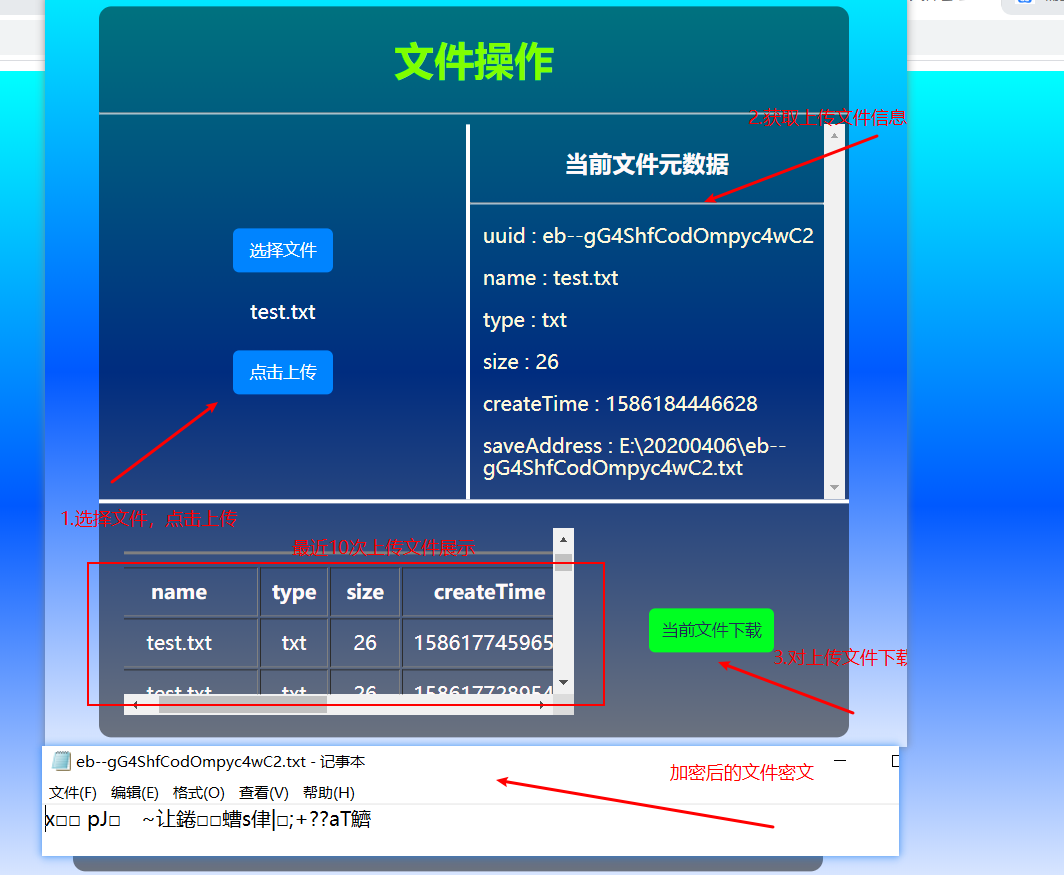 文件操作
2.获取上传文件信息
当前文件元数据
选择文件
test.txt
点击上传
uuid : eb--gG4ShfCodOmpyc4wC2
name : test.txt
type : txt
size : 26
createTime : 1586184446628
saveAddress : E:\20200406\eb--
gG4ShfCodOmpyc4wC2.txt
1.选择文件，点击上传
最近10次上传文件展示
name type size createTime
test.txt txt 26 158617745965
test.txt txt 26 158617728954
当前文件下载
3.对上传文件下载
eb--gG4ShfCodOmpyc4wC2.txt - 记事本
加密后的文件密文
文件(F) 编辑(E) 格式(O) 查看(V) 帮助(H)
x□□ pJ□ ~让錈□□螬s侓|□;+??aT艩